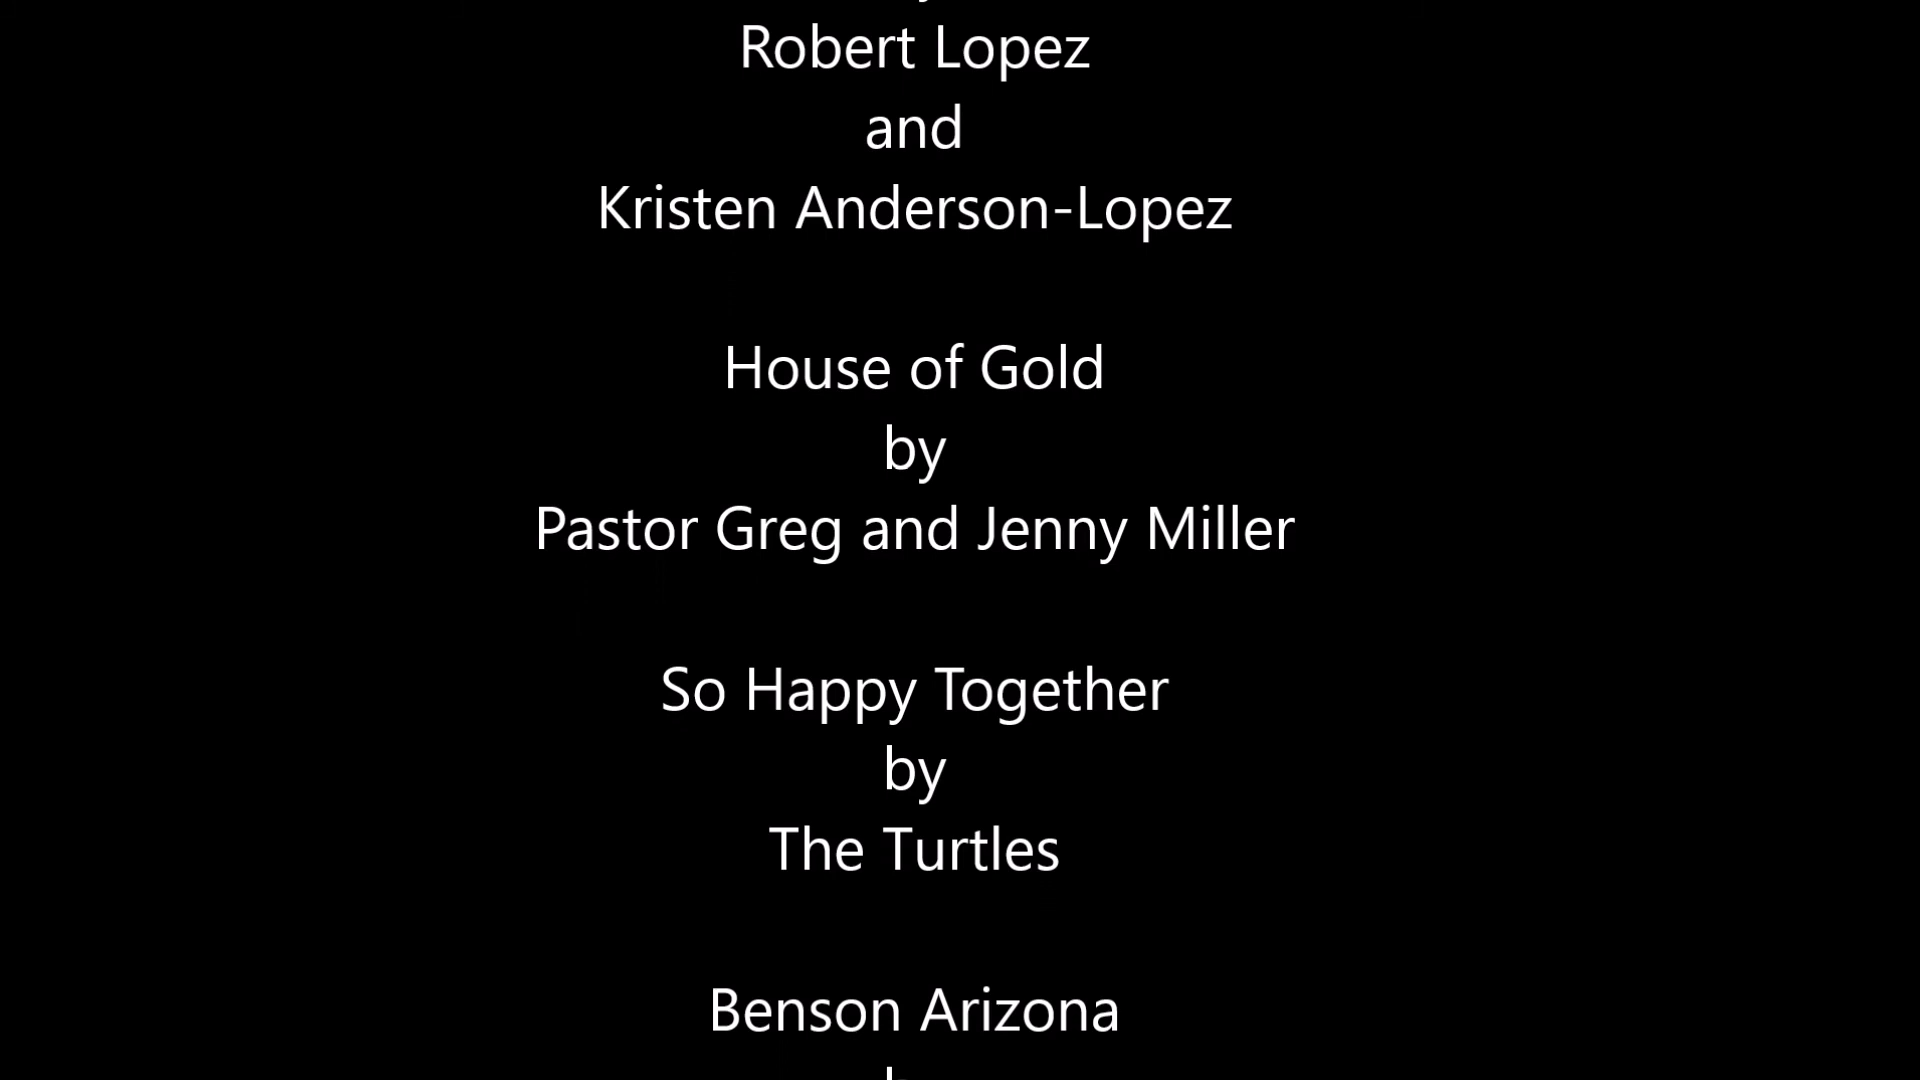 Robert Lopez
and
Kristen Anderson-Lopez
House of Gold
by
Pastor Greg and Jenny Miller
So Happy Together
by
The Turtles
Benson Arizona